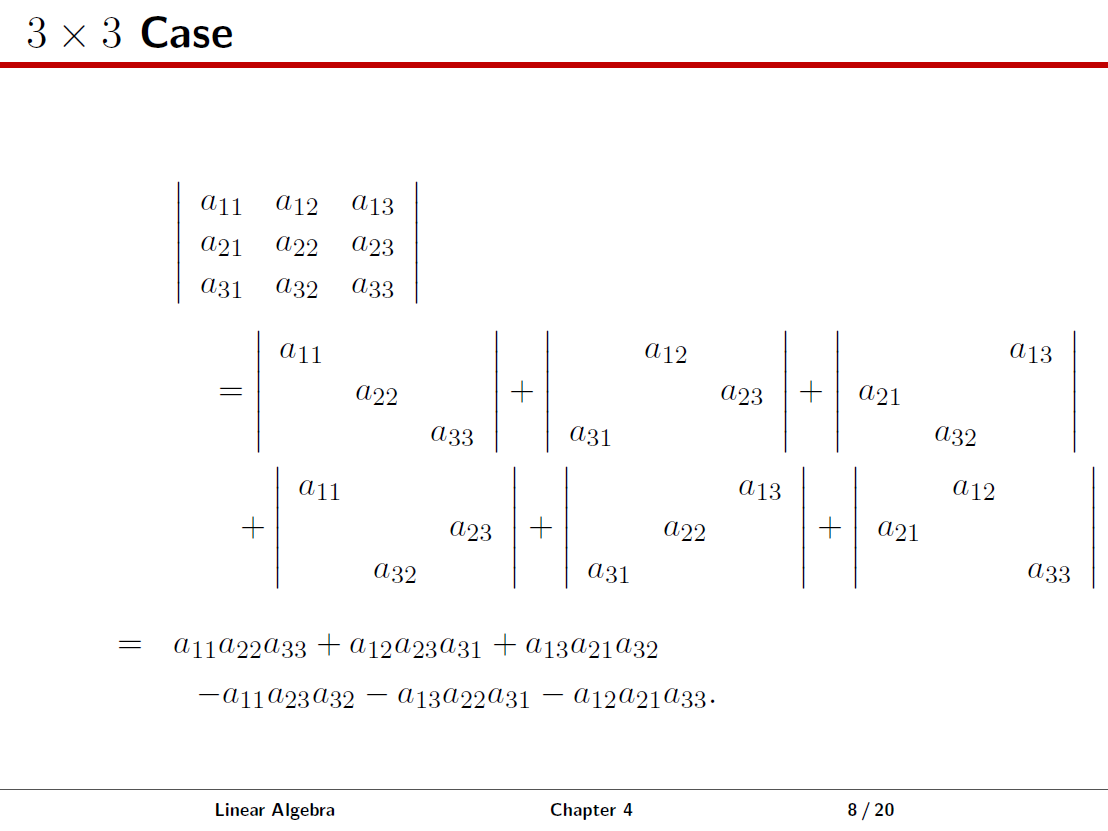 3 × 3 Case
| a11 a12 a13 |
| a21 a22 a23 |
| a31 a32 a33 |
= | a11 a22 a33 | + | a12 a23 a31 | + | a13 a21 a32 |
+ | a11 a23 a32 | + | a13 a22 a31 | + | a12 a21 a33 |
= a11a22a33 + a12a23a31 + a13a21a32
−a11a23a32 − a13a22a31 − a12a21a33.
Linear Algebra Chapter 4 8 / 20